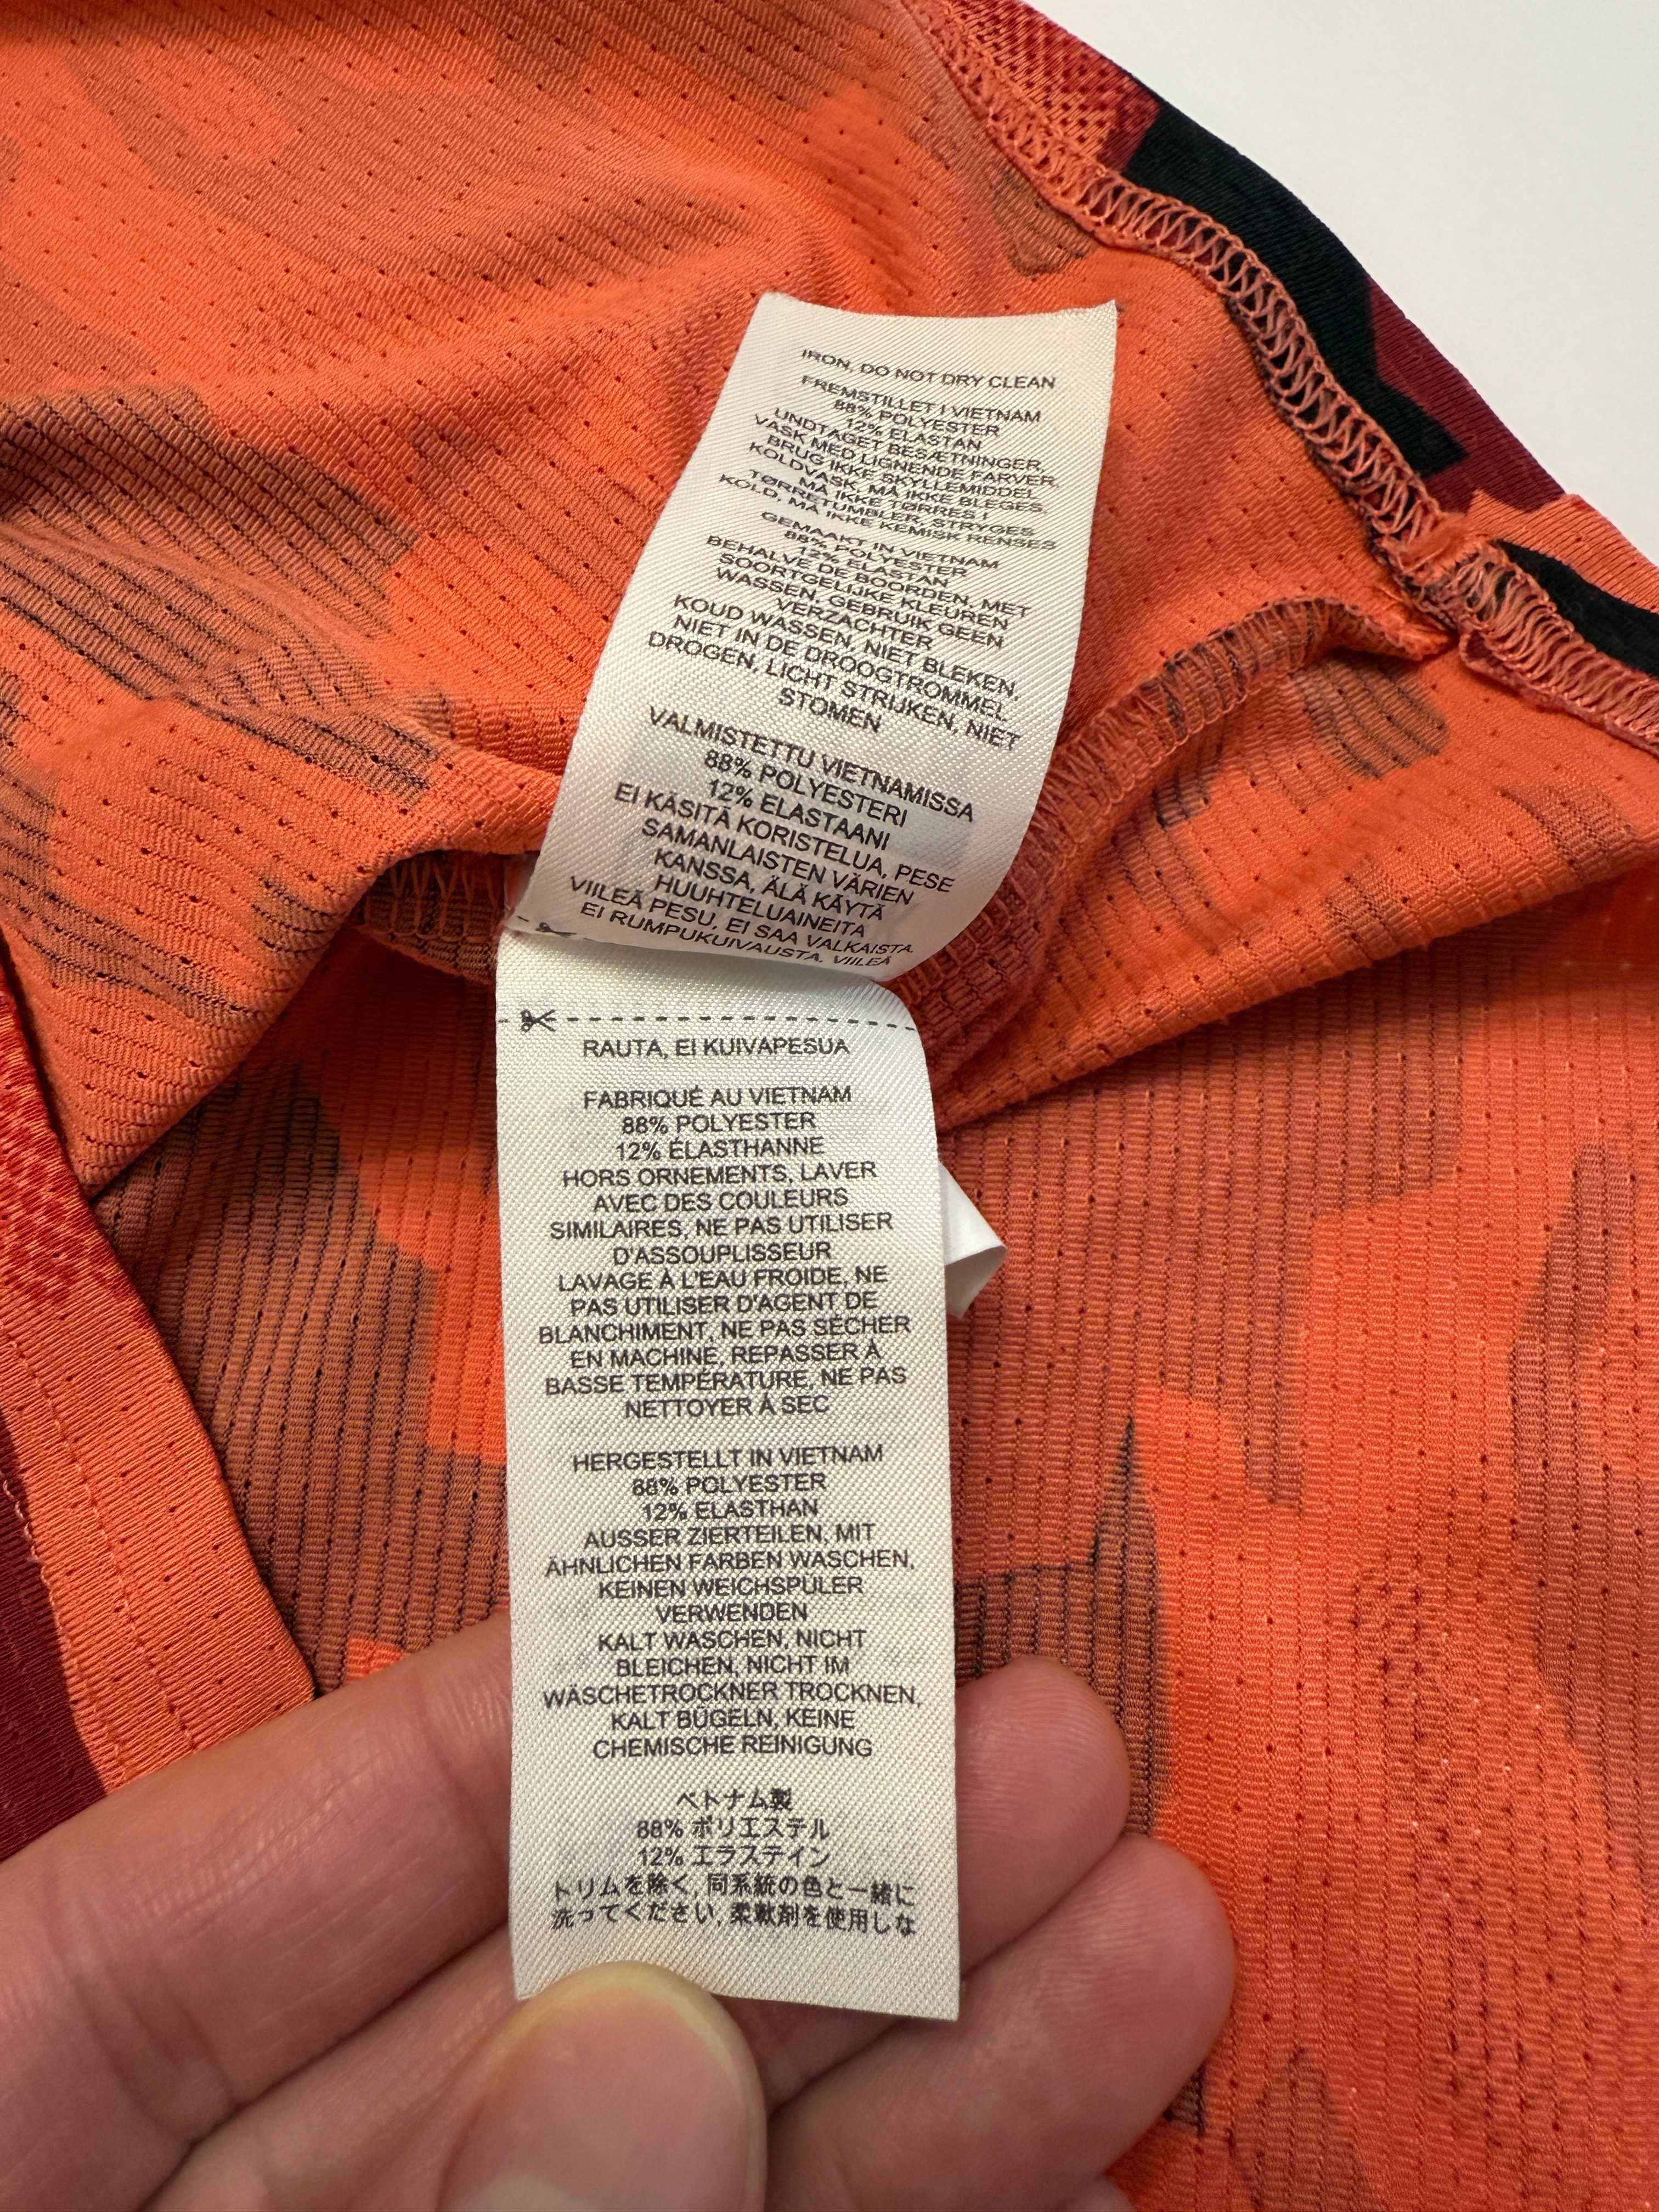 IRON, DO NOT DRY CLEAN
FREMSTILLET I VIETNAM
88% POLYESTER
12% ELASTAN
UNDTAGET BESÆTNINGER,
VASK MED LIGNENDE FARVER,
BRUG IKKE SKYLLEMIDDEL
KOLDVASK, MÅ IKKE BLEGES,
MÅ IKKE TØRRES I
TØRRETUMBLER, STRYGES
KOLD, MÅ IKKE KEMISK RENSES
GEMAAKT IN VIETNAM
88% POLYESTER
12% ELASTAN
BEHALVE DE BOORDEN, MET
SOORTGELIJKE KLEUREN
WASSEN, GEBRUIK GEEN
VERZACHTER
KOUD WASSEN, NIET BLEKEN,
NIET IN DE DROOGTROMMEL
DROGEN, LICHT STRIJKEN, NIET
STOMEN
VALMISTETTU VIETNAMISSA
88% POLYESTERI
12% ELASTAANI
EI KÄSITÄ KORISTELUA, PESE
SAMANLAISTEN VÄRIEN
KANSSA, ÄLÄ KÄYTÄ
HUUHTELUAINEITA
VIILEÄ PESU, EI SAA VALKAISTA,
EI RUMPUKUIVAUSTA, VIILEÄ
RAUTA, EI KUIVAPESUA
FABRIQUÉ AU VIETNAM
88% POLYESTER
12% ÉLASTHANNE
HORS ORNEMENTS, LAVER
AVEC DES COULEURS
SIMILAIRES, NE PAS UTILISER
D'ASSOUPLISSEUR
LAVAGE À L'EAU FROIDE, NE
PAS UTILISER D'AGENT DE
BLANCHIMENT, NE PAS SÉCHER
EN MACHINE, REPASSER À
BASSE TEMPÉRATURE, NE PAS
NETTOYER À SEC
HERGESTELLT IN VIETNAM
88% POLYESTER
12% ELASTHAN
AUSSER ZIERTEILEN, MIT
ÄHNLICHEN FARBEN WASCHEN,
KEINEN WEICHSPÜLER
VERWENDEN
KALT WASCHEN, NICHT
BLEICHEN, NICHT IM
WÄSCHETROCKNER TROCKNEN,
KALT BÜGELN, KEINE
CHEMISCHE REINIGUNG
ベトナム製
88% ポリエステル
12% エラステイン
トリムを除く, 同系統の色と一緒に
洗ってください, 柔軟剤を使用しな